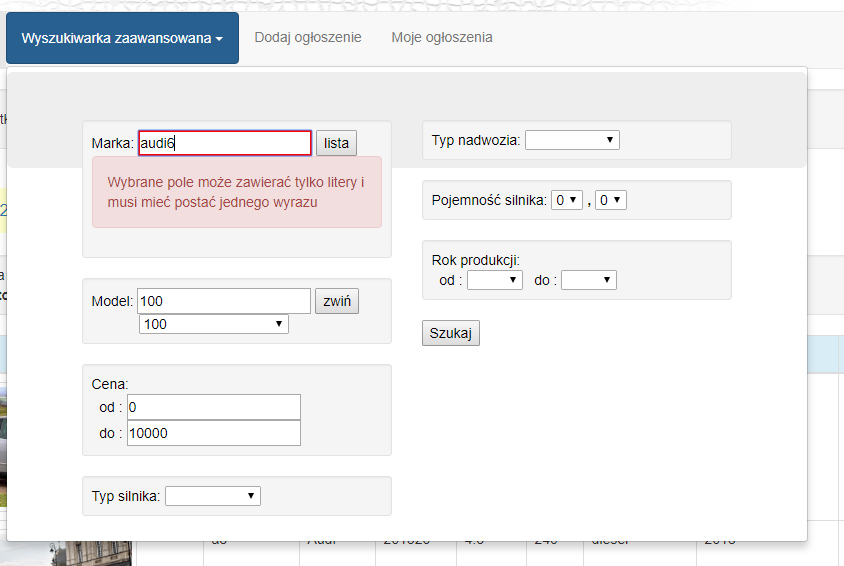 Wyszukiwarka zaawansowana
Dodaj ogłoszenie
Moje ogłoszenia
Marka: audi6 lista
Wybrane pole może zawierać tylko litery i
musi mieć postać jednego wyrazu
Model: 100 zwiń
100
Cena:
od : 0
do : 10000
Typ silnika:
Typ nadwozia:
Pojemność silnika: 0 , 0
Rok produkcji:
od : do :
Szukaj